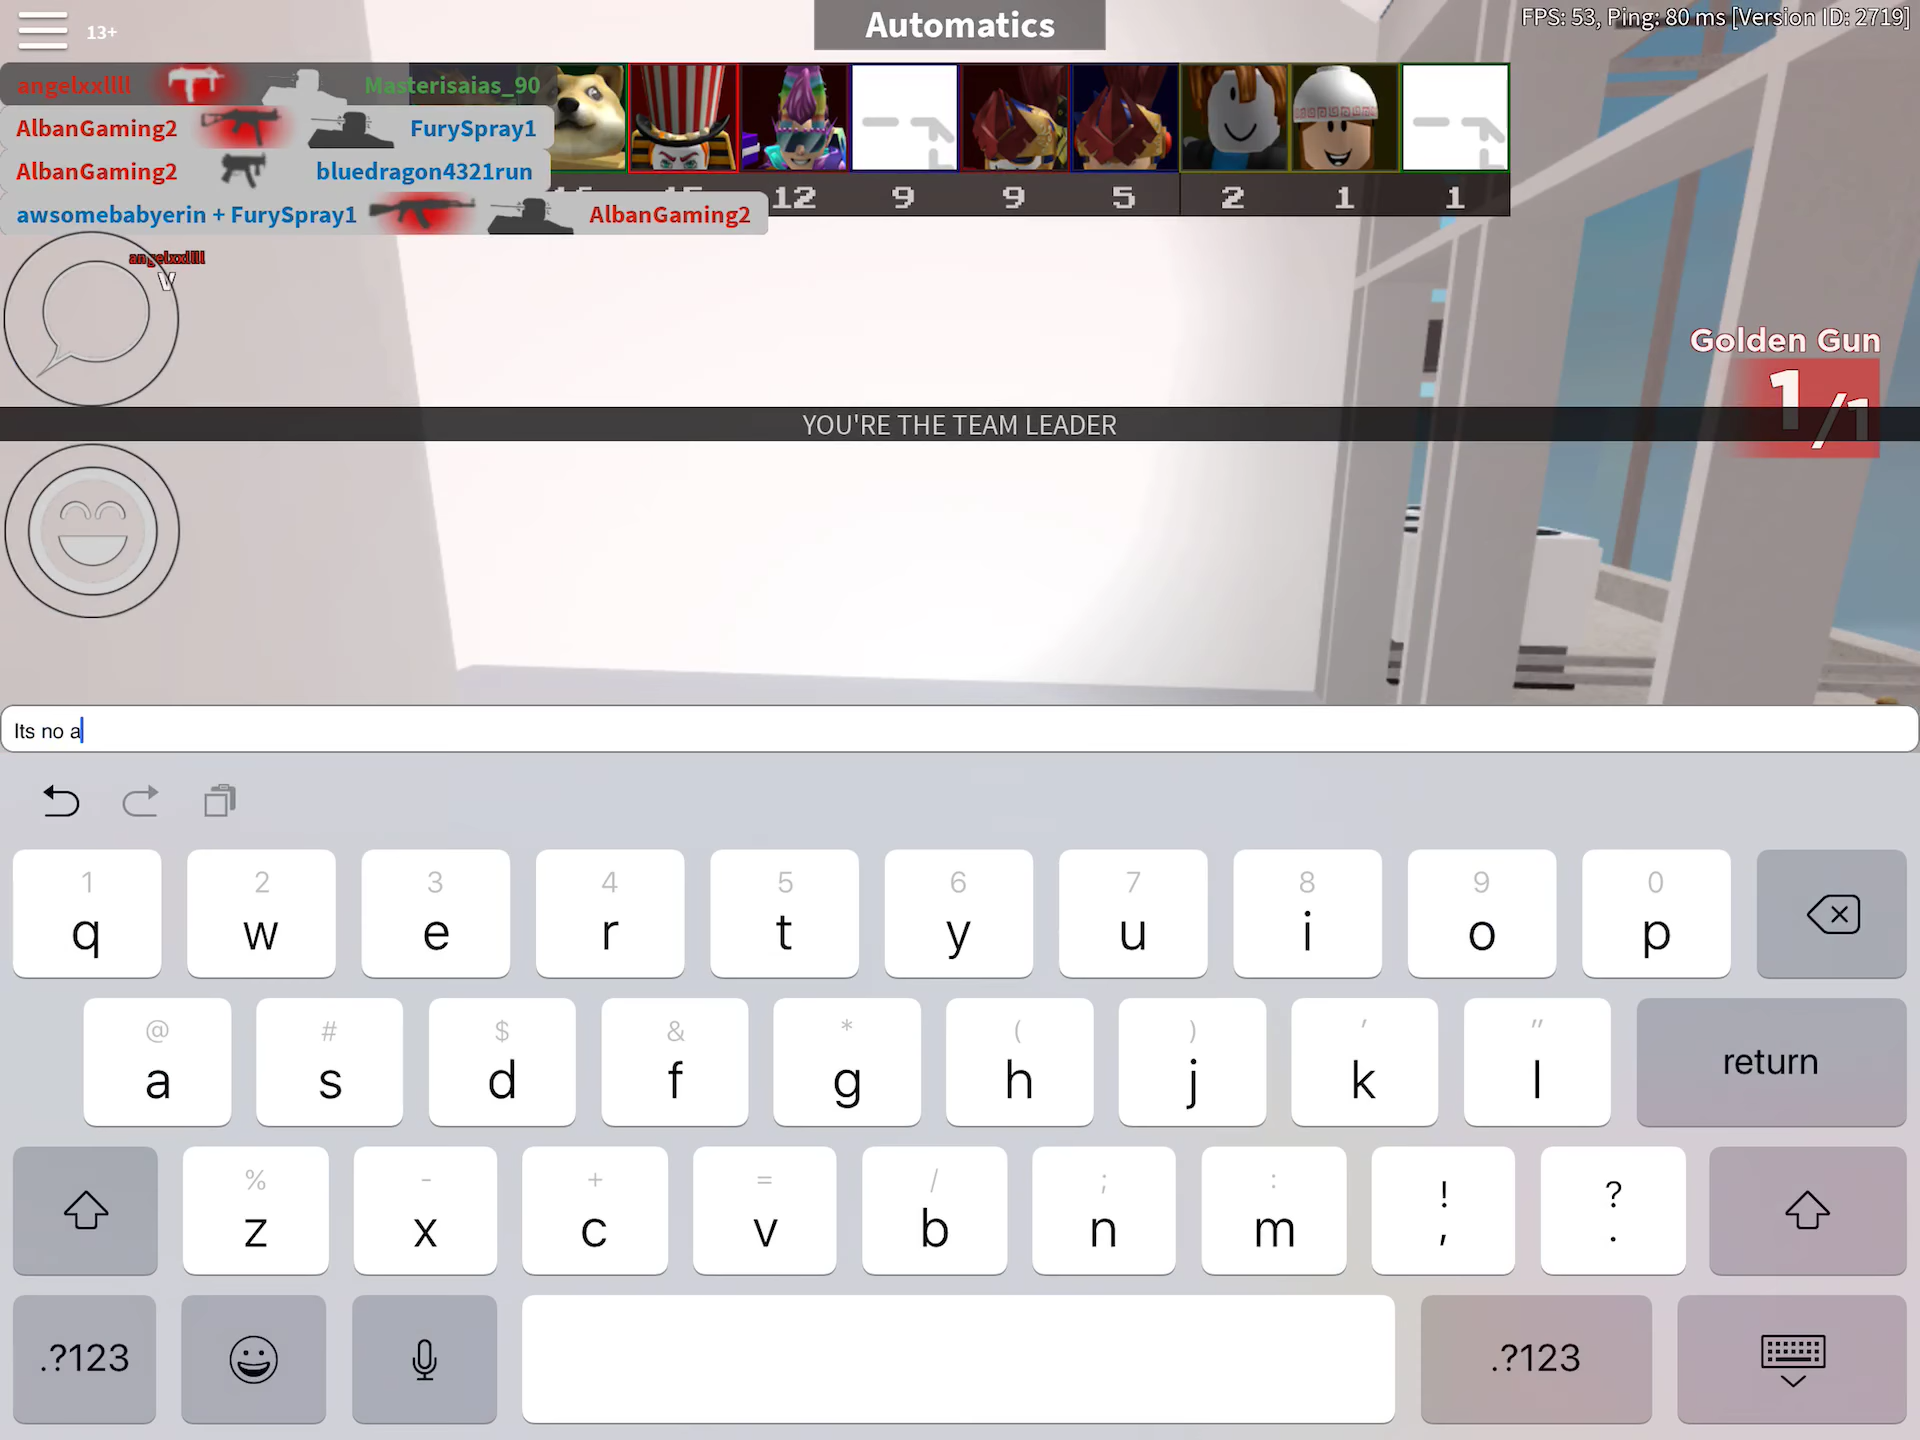 Automatics
FPS: 53, Ping: 80 ms [Version ID: 2719]
13+
angelxxllll Masterisaias_90
AlbanGaming2 FurySpray1
AlbanGaming2 bluedragon4321run
awsomebabyerin + FurySpray1 AlbanGaming2
12 9 9 5 2 1 1
angelxxllll
V
Golden Gun
1/1
YOU'RE THE TEAM LEADER
Its no a
1 2 3 4 5 6 7 8 9 0
q w e r t y u i o p
@ # $ & * ( ) ' "
a s d f g h j k l return
% - + = / ; : ! ?
z x c v b n m , .
.?123 .?123